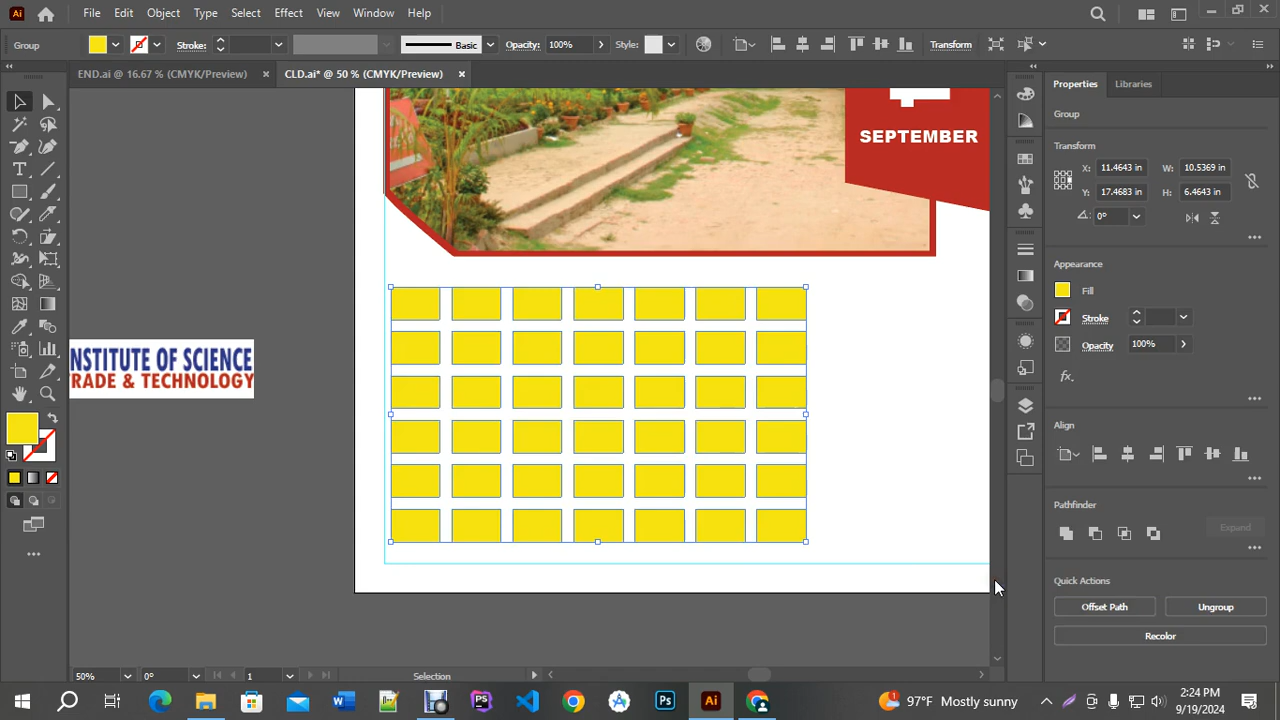 File Edit Object Type Select Effect View Window Help
Group Stroke: Basic Opacity: 100% Style: Transform
END.ai @ 16.67 % (CMYK/Preview) × CLD.ai* @ 50 % (CMYK/Preview) ×
Properties Libraries
Group
Transform
X: 11.4643 in W: 10.5369 in
Y: 17.4683 in H: 6.4643 in
0°
Appearance
Fill
Stroke
Opacity 100%
fx.
Align
Pathfinder
Expand
Quick Actions
Offset Path Ungroup
Recolor
SEPTEMBER
NSTITUTE OF SCIENCE
RADE & TECHNOLOGY
50% 0° 1 Selection
97°F Mostly sunny
2:24 PM
9/19/2024